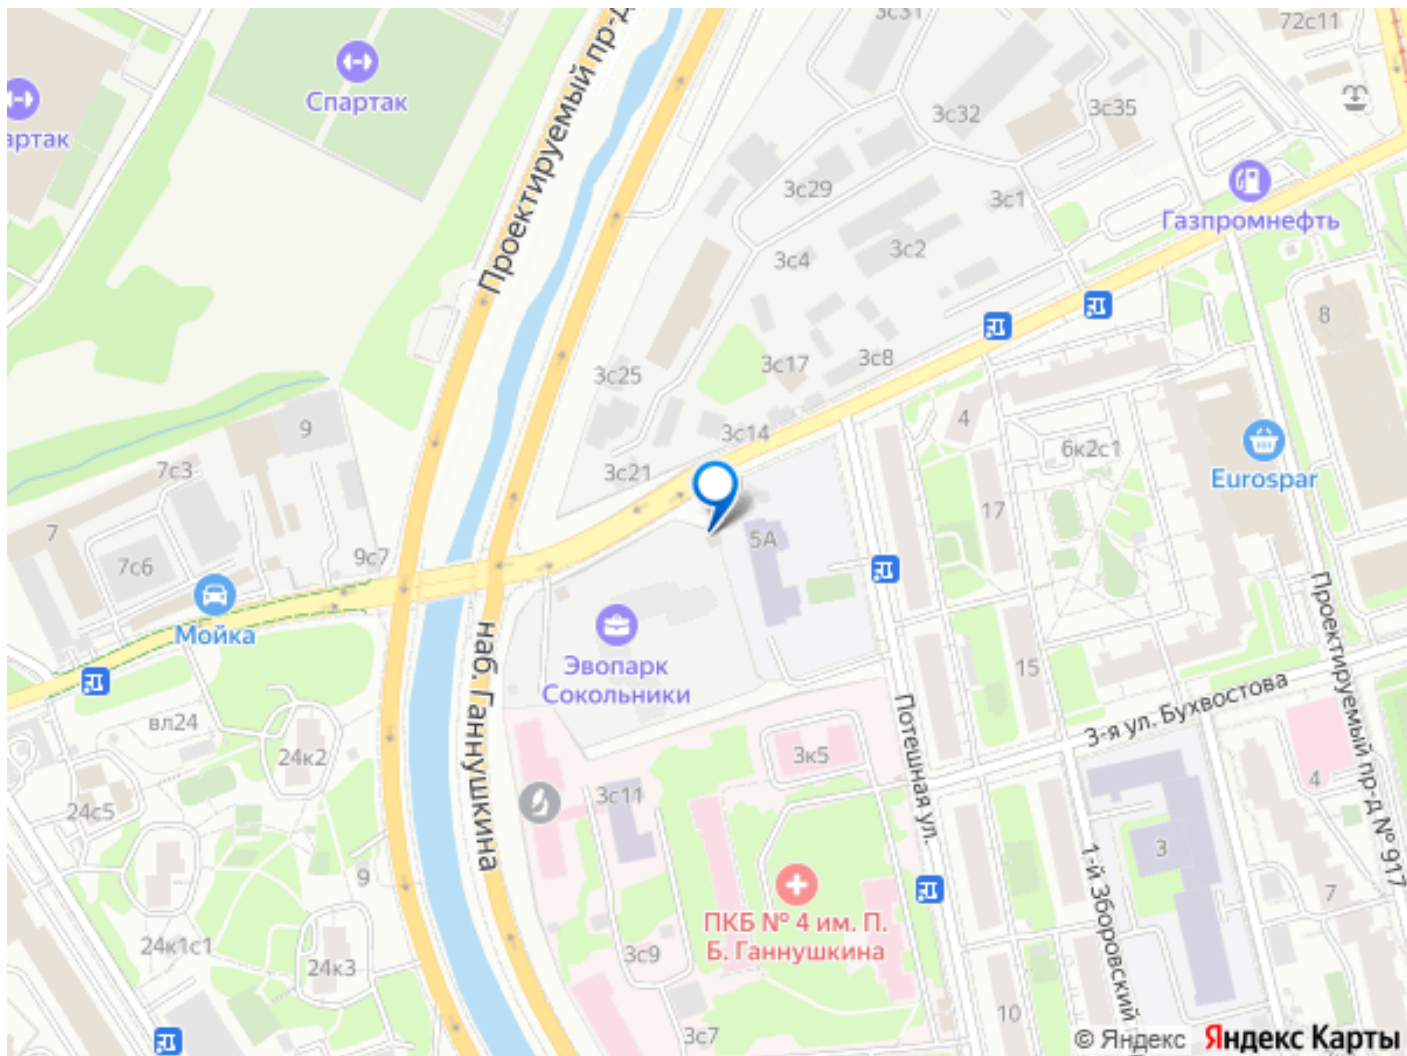 3с31
72с11
Проектируемый пр-д
Спартак
артак
3с32
3с35
3с29
3с1
Газпромнефть
3с2
3с4
8
3с25
3с17
3с8
4
9
3с14
6к2с1
7с3
3с21
Eurospar
17
7
5А
9с7
7с6
Мойка
Эвопарк
Сокольники
наб. Ганнушкина
15
3-я ул. Бухвостова
Проектируемый пр-д № 917
Потешная ул.
вл24
24к2
3к5
3с11
4
24с5
3
1-й Зборовский
9
7
ПКБ № 4 им. П.
Б. Ганнушкина
24к1с1
24к3
3с9
10
3с7
© Яндекс Яндекс Карты